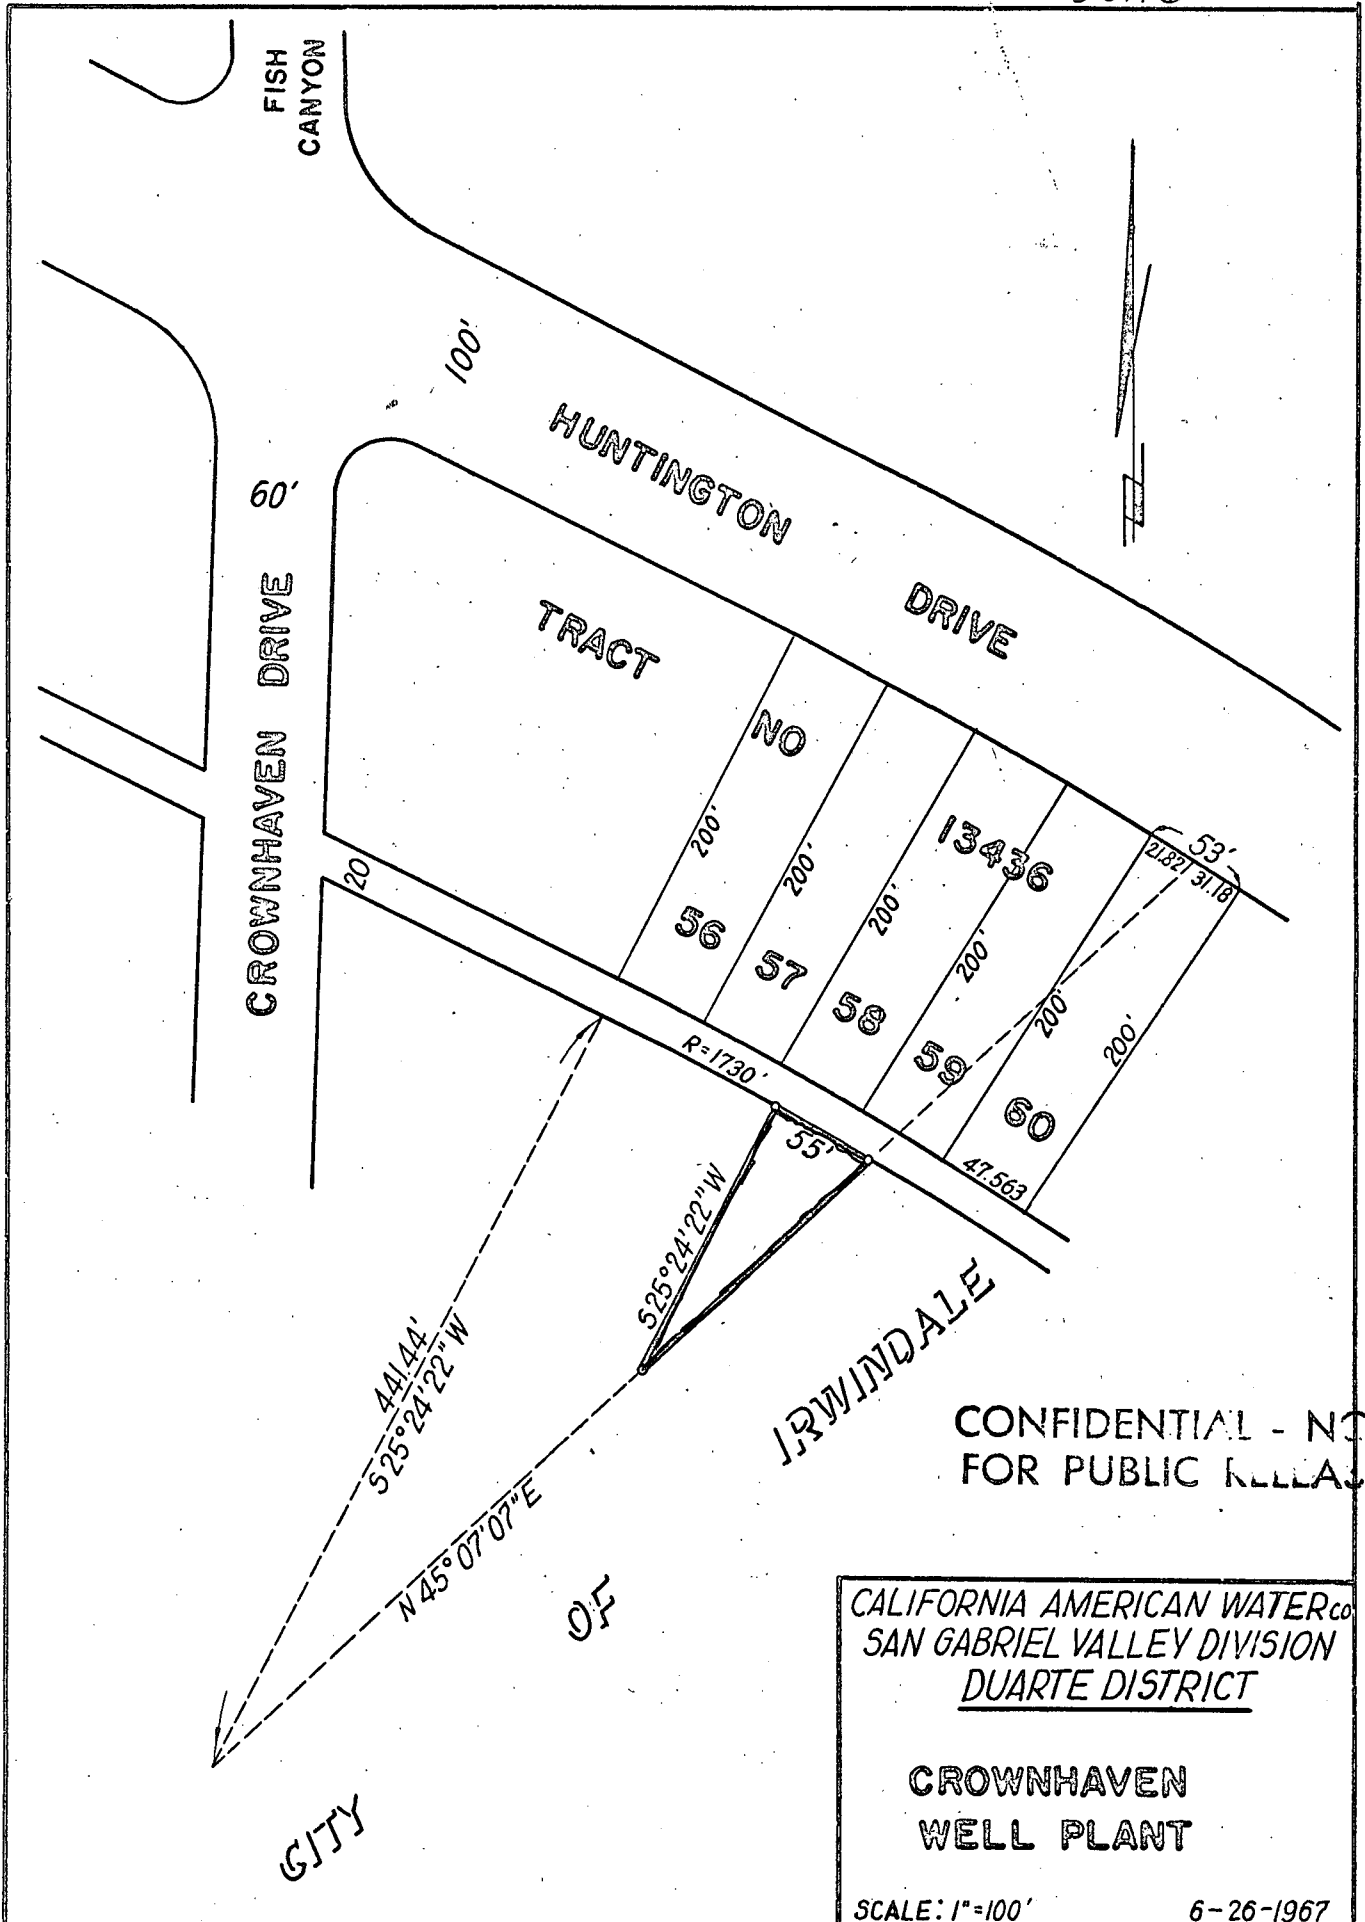 FISH
CANYON
100'
HUNTINGTON
DRIVE
60'
CROWNHAVEN DRIVE
TRACT
NO
13436
53'
21.82
31.18
200'
200'
200'
200'
200'
200'
20
56
57
58
59
60
R=1730'
47.563
55'
S25°24'22"W
441.44'
S25°24'22"W
N45°07'07"E
CITY
OF
IRWINDALE
CONFIDENTIAL - NO
FOR PUBLIC RELEAS
CALIFORNIA AMERICAN WATER CO
SAN GABRIEL VALLEY DIVISION
DUARTE DISTRICT
CROWNHAVEN
WELL PLANT
SCALE: 1"=100'
6-26-1967